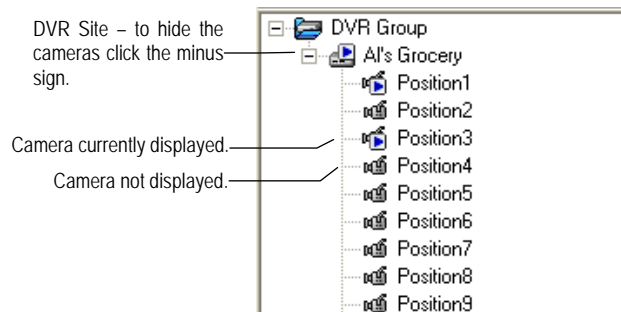 DVR Site – to hide the
cameras click the minus
sign.
Camera currently displayed.
Camera not displayed.
DVR Group
Al's Grocery
Position1
Position2
Position3
Position4
Position5
Position6
Position7
Position8
Position9